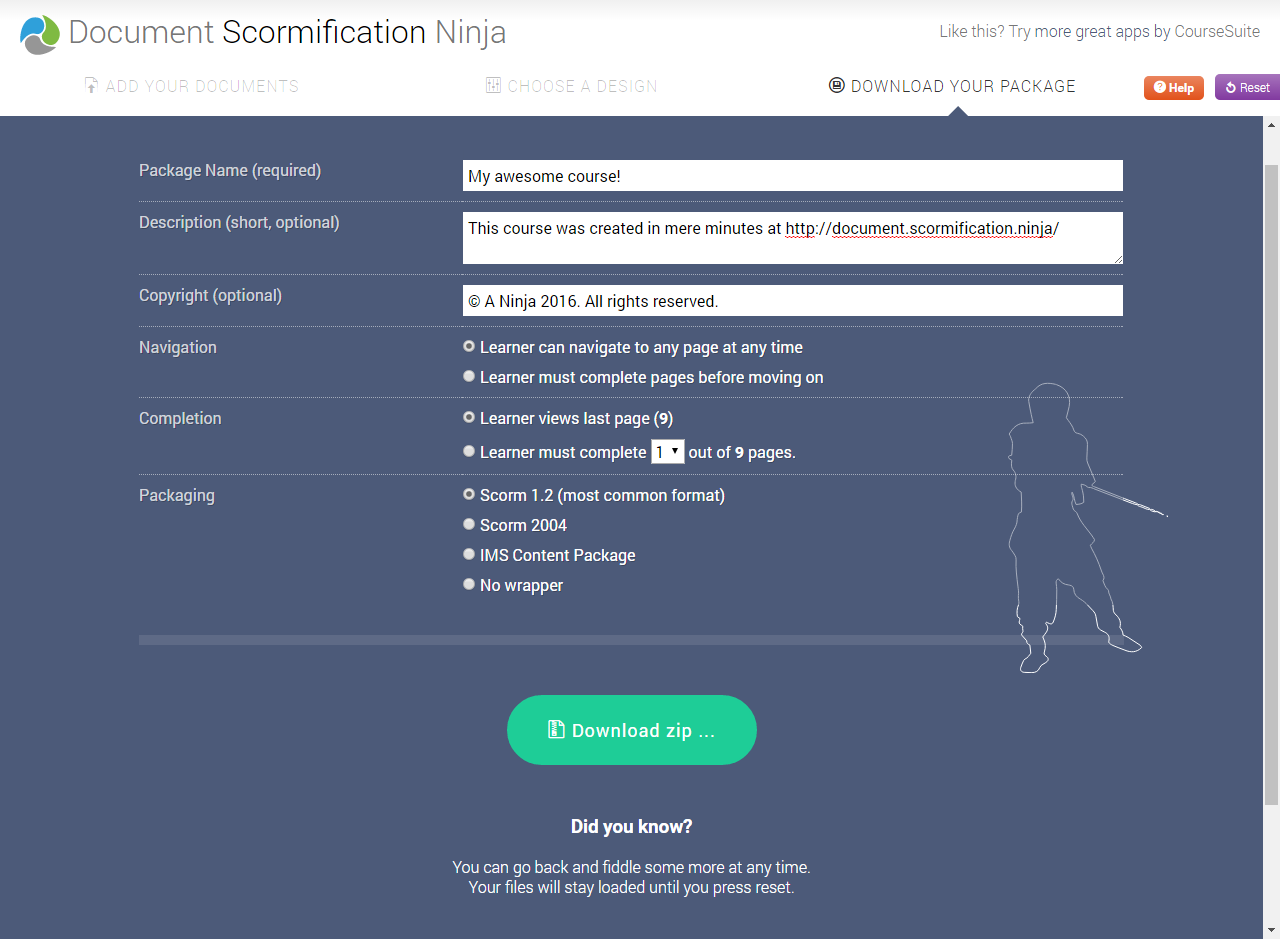 Document Scormification Ninja
Like this? Try more great apps by CourseSuite
ADD YOUR DOCUMENTS
CHOOSE A DESIGN
DOWNLOAD YOUR PACKAGE
Help
Reset
Package Name (required)
My awesome course!
Description (short, optional)
This course was created in mere minutes at http://document.scormification.ninja/
Copyright (optional)
© A Ninja 2016. All rights reserved.
Navigation
Learner can navigate to any page at any time
Learner must complete pages before moving on
Completion
Learner views last page (9)
Learner must complete 1 out of 9 pages.
Packaging
Scorm 1.2 (most common format)
Scorm 2004
IMS Content Package
No wrapper
Download zip ...
Did you know?
You can go back and fiddle some more at any time.
Your files will stay loaded until you press reset.